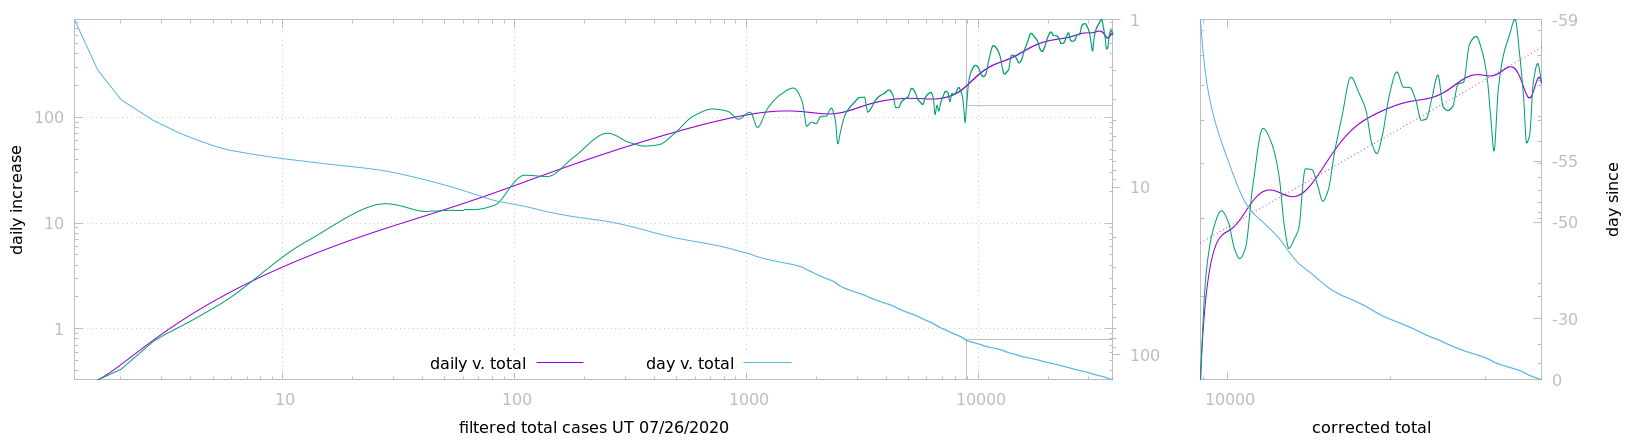 daily increase
100
10
1
daily v. total
day v. total
10
100
1000
10000
filtered total cases UT 07/26/2020
1
10
100
10000
corrected total
-59
-55
-50
-30
0
day since